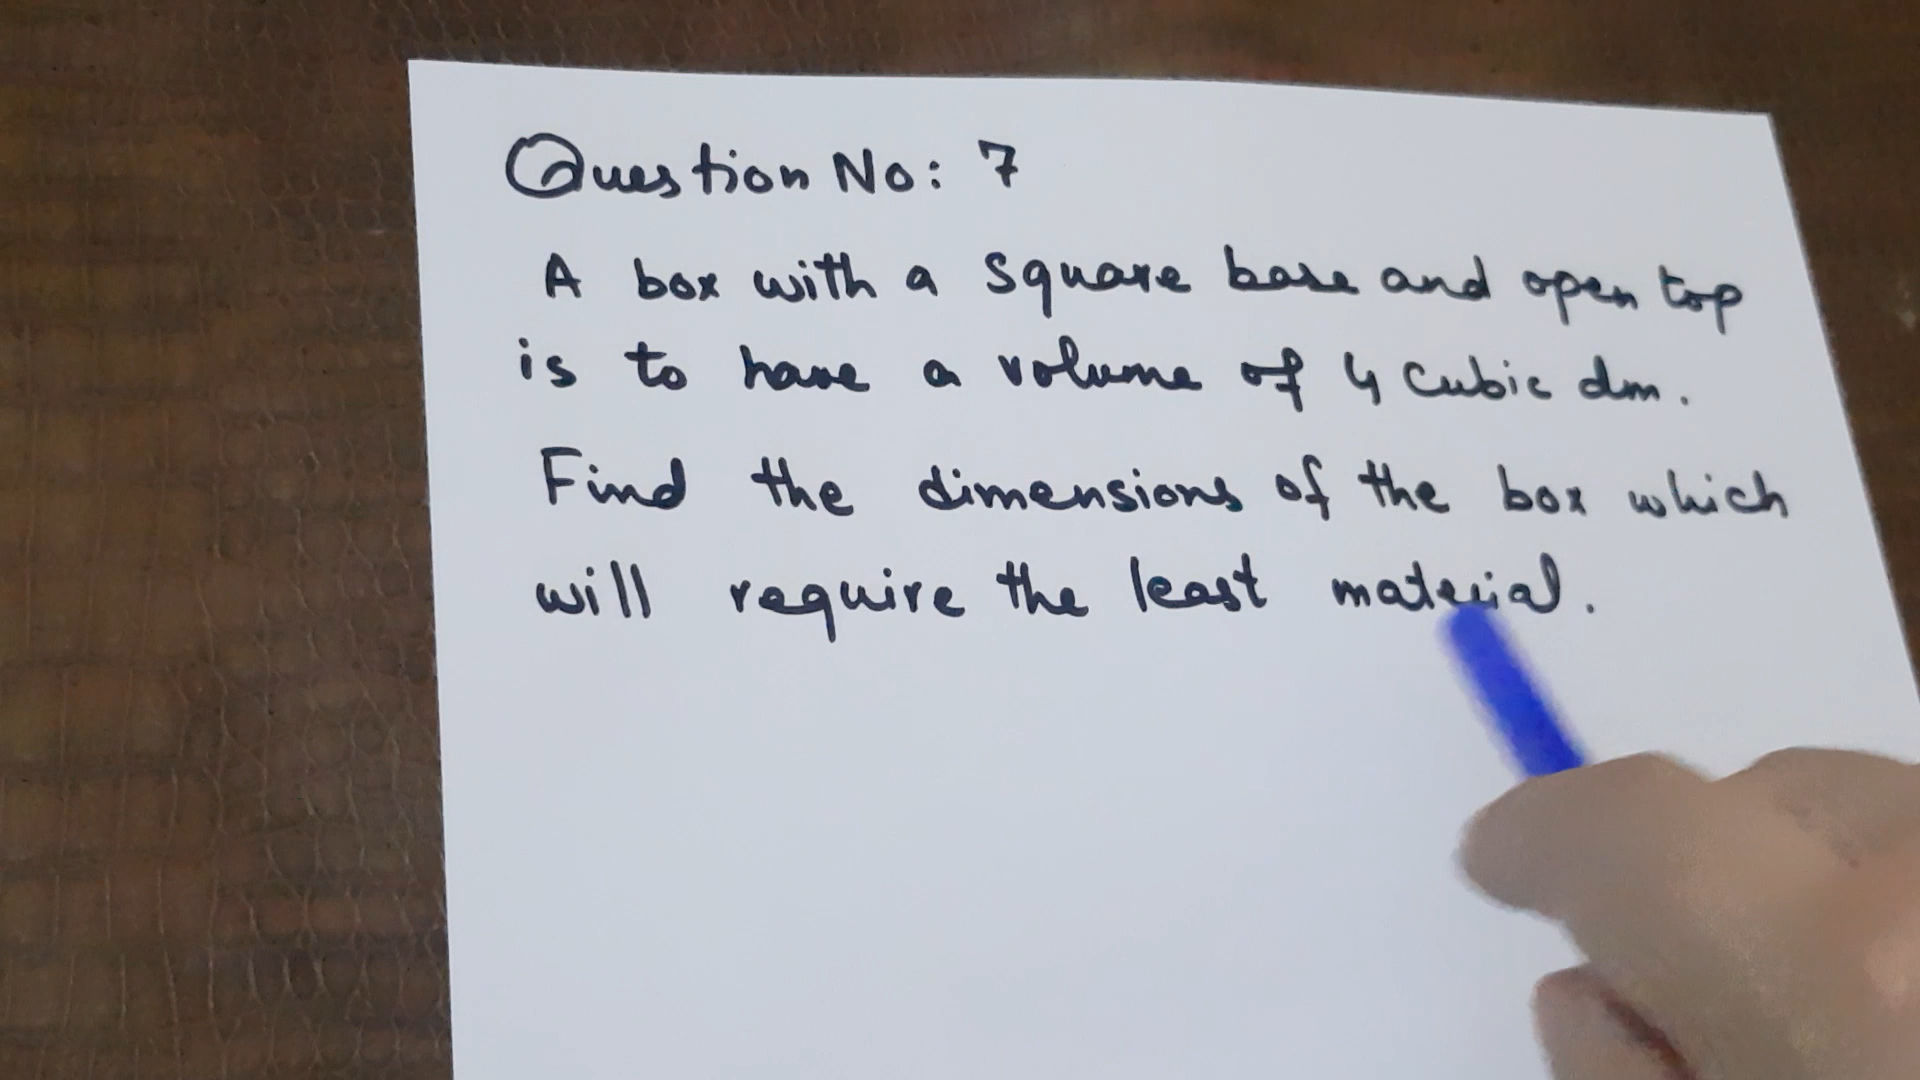 Question No: 7
A box with a square base and open top
is to have a volume of 4 cubic dm.
Find the dimensions of the box which
will require the least material.